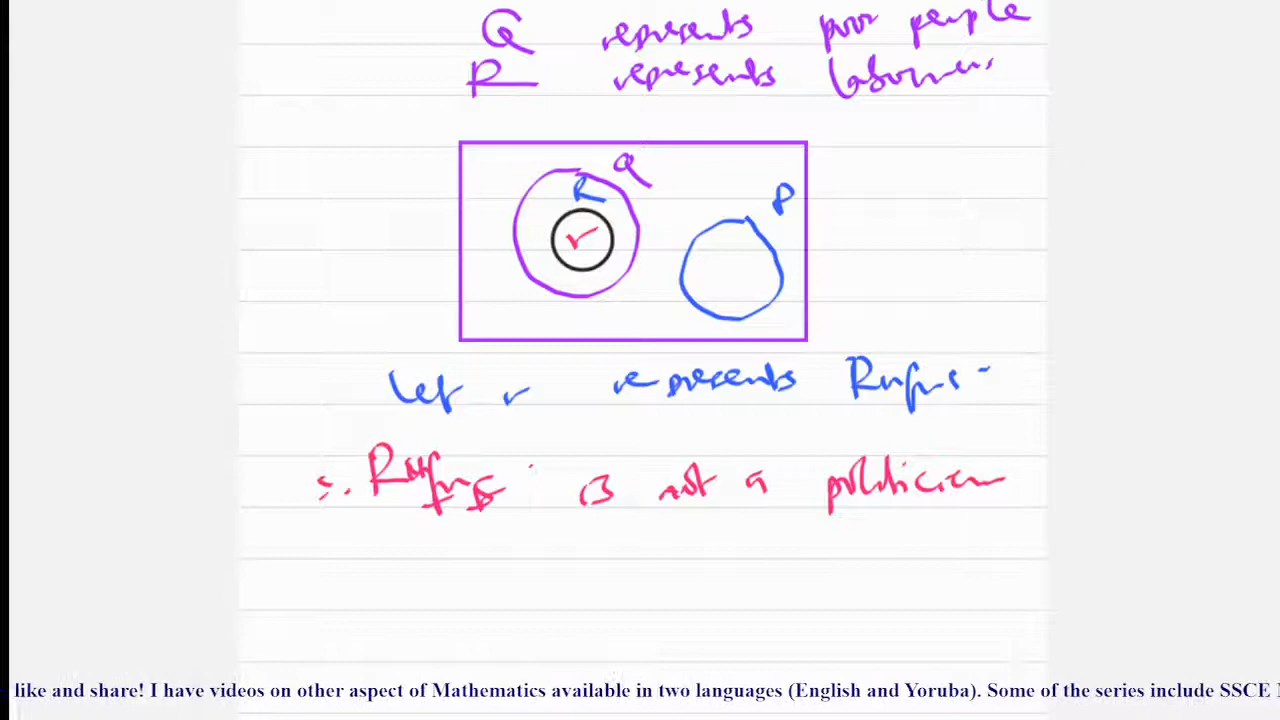 Q represents poor people
R represents labourers
Q
R
P
r
Let r represents Rufus.
∴ Rufus is not a politician
like and share! I have videos on other aspect of Mathematics available in two languages (English and Yoruba). Some of the series include SSCE